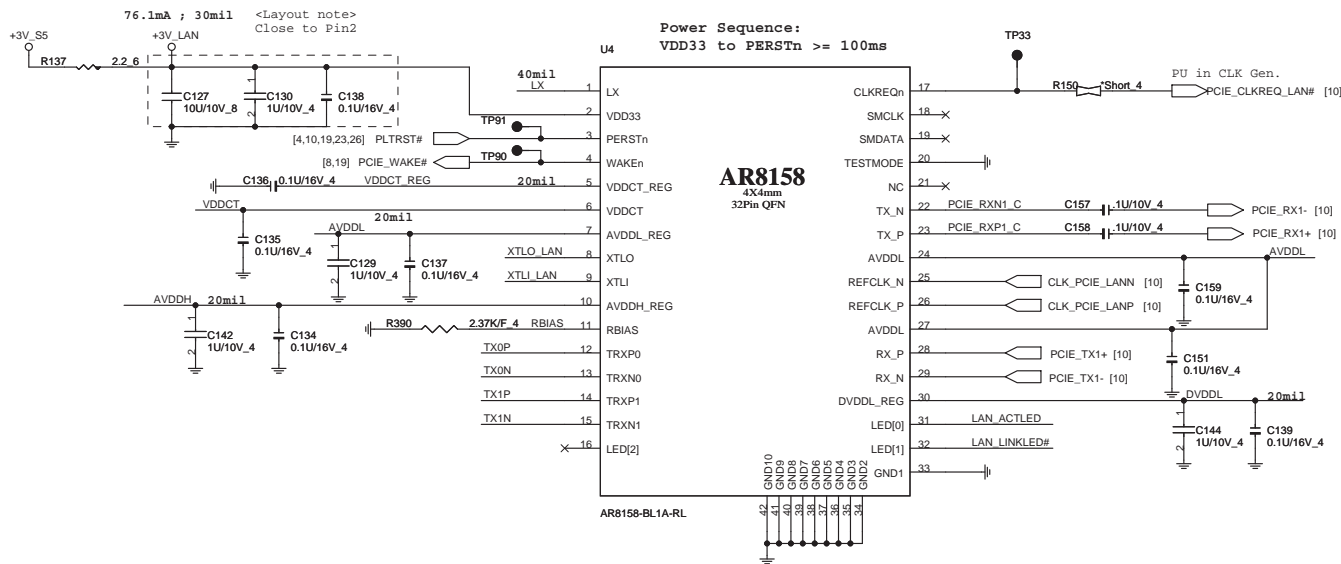 76.1mA ; 30mil
<Layout note>
Close to Pin2
+3V_S5
+3V_LAN
R137
2.2_6
1
C127
10U/10V_8
C130
1U/10V_4
2
C138
0.1U/16V_4
Power Sequence:
VDD33 to PERSTn >= 100ms
U4
40mil
LX
TP91
[4,10,19,23,26] PLTRST#
TP90
[8,19] PCIE_WAKE#
C136
0.1U/16V_4
VDDCT_REG
20mil
VDDCT
C135
0.1U/16V_4
20mil
AVDDL
1
C129
1U/10V_4
2
C137
0.1U/16V_4
XTLO_LAN
XTLI_LAN
AVDDH
20mil
1
C142
1U/10V_4
2
C134
0.1U/16V_4
R390
2.37K/F_4
RBIAS
TX0P
TX0N
TX1P
TX1N
1 LX
2 VDD33
3 PERSTn
4 WAKEn
5 VDDCT_REG
6 VDDCT
7 AVDDL_REG
8 XTLO
9 XTLI
10 AVDDH_REG
11 RBIAS
12 TRXP0
13 TRXN0
14 TRXP1
15 TRXN1
16 LED[2]
AR8158
4X4mm
32Pin QFN
CLKREQn 17
SMCLK 18
SMDATA 19
TESTMODE 20
NC 21
TX_N 22
TX_P 23
AVDDL 24
REFCLK_N 25
REFCLK_P 26
AVDDL 27
RX_P 28
RX_N 29
DVDDL_REG 30
LED[0] 31
LED[1] 32
GND1 33
GND10
GND9
GND8
GND7
GND6
GND5
GND4
GND3
GND2
42
41
40
39
38
37
36
35
34
AR8158-BL1A-RL
TP33
R150
*Short_4
PU in CLK Gen.
PCIE_CLKREQ_LAN# [10]
PCIE_RXN1_C
C157
.1U/10V_4
PCIE_RX1- [10]
PCIE_RXP1_C
C158
.1U/10V_4
PCIE_RX1+ [10]
AVDDL
CLK_PCIE_LANN [10]
CLK_PCIE_LANP [10]
C159
0.1U/16V_4
PCIE_TX1+ [10]
PCIE_TX1- [10]
C151
0.1U/16V_4
DVDDL
20mil
LAN_ACTLED
LAN_LINKLED#
1
C144
1U/10V_4
2
C139
0.1U/16V_4